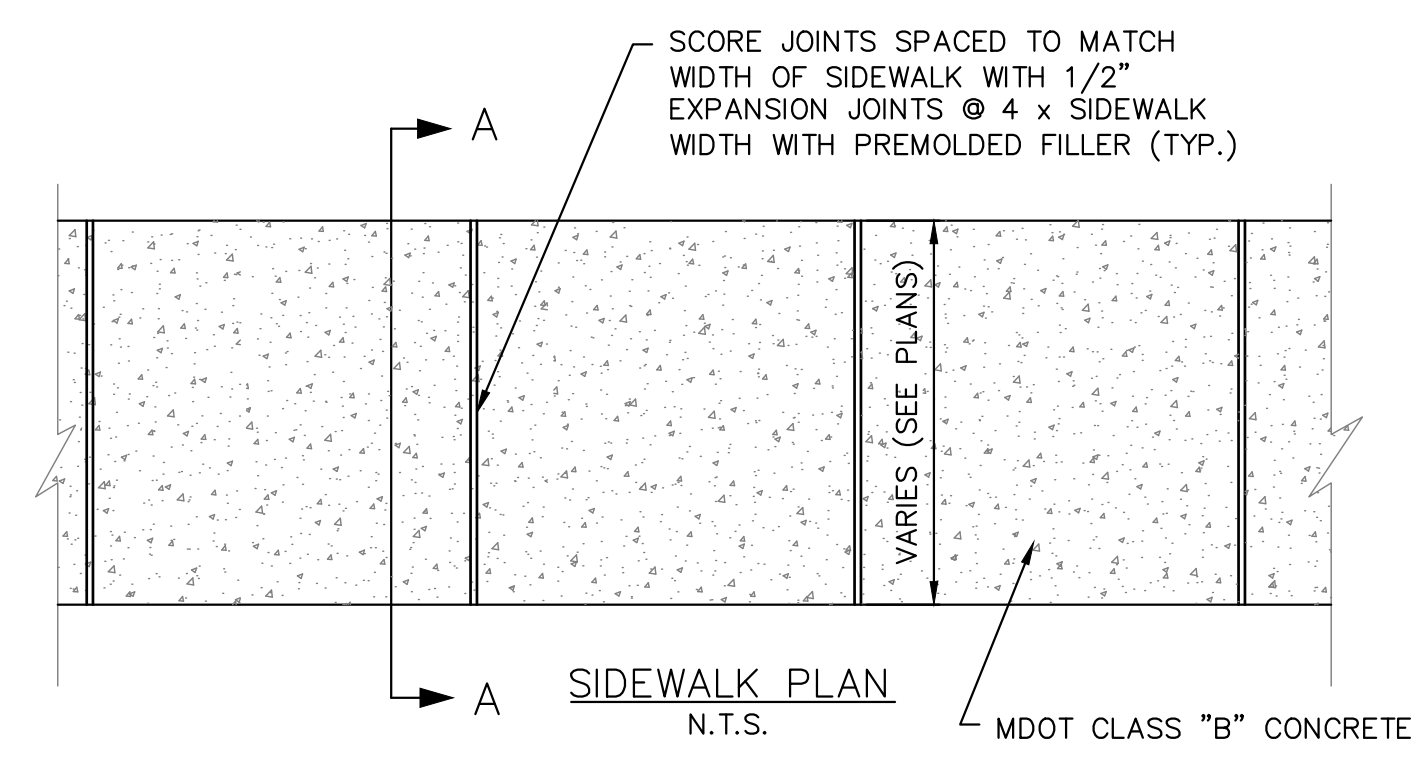 SCORE JOINTS SPACED TO MATCH
WIDTH OF SIDEWALK WITH 1/2”
EXPANSION JOINTS @ 4 x SIDEWALK
WIDTH WITH PREMOLDED FILLER (TYP.)
A
VARIES (SEE PLANS)
A
SIDEWALK PLAN
N.T.S.
MDOT CLASS ”B” CONCRETE